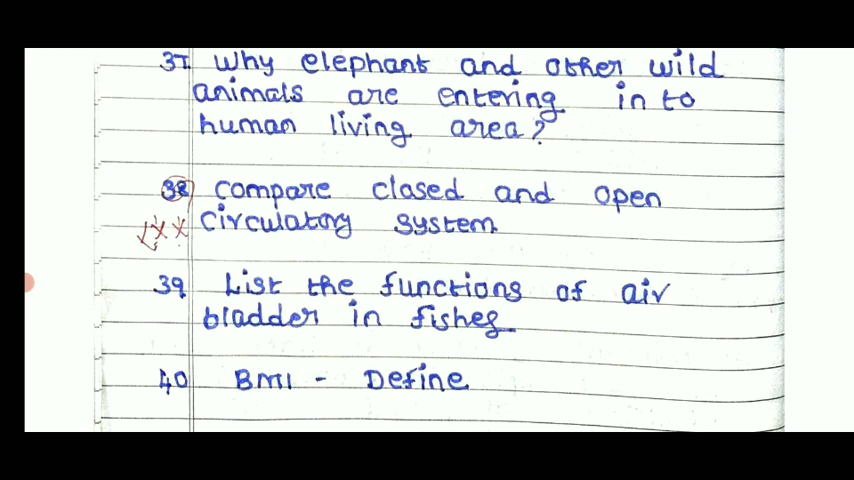 37 Why elephant and other wild
animals are entering in to
human living area?
38 compare clased and open
circulatory system
39 List the functions of air
bladder in fishes
40 BMI - Define